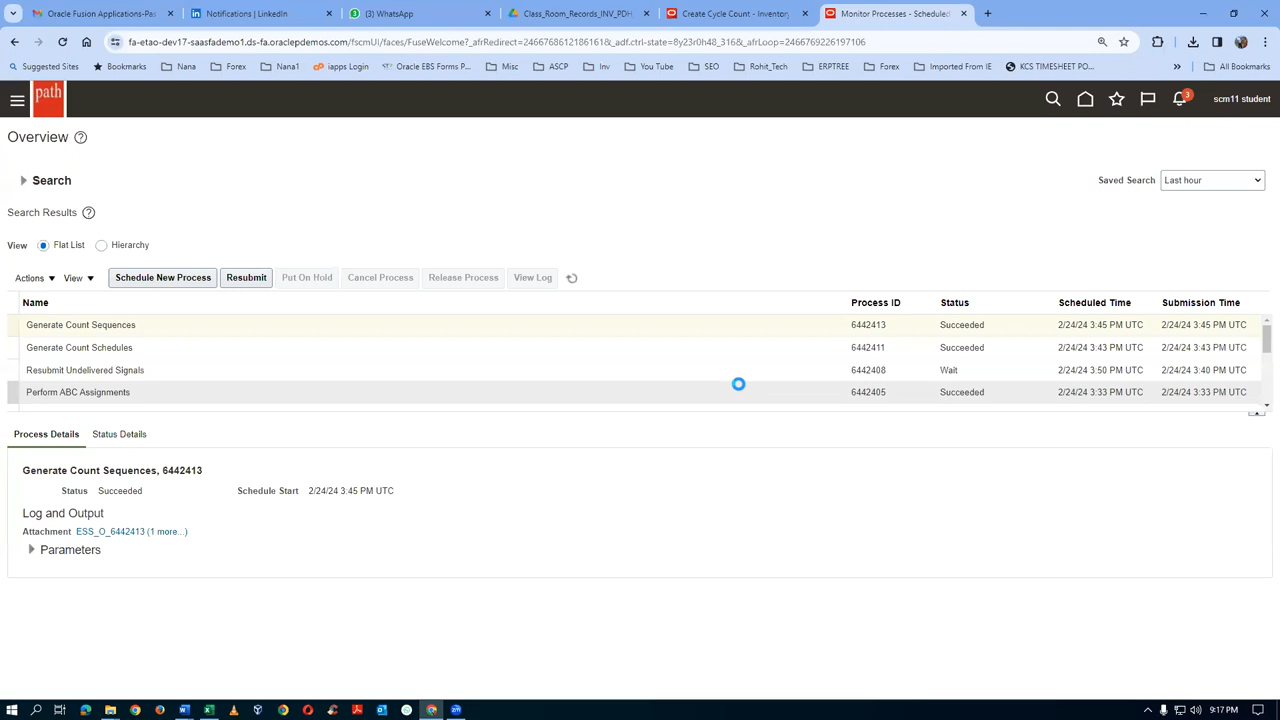 Oracle Fusion Applications-Pas
Notifications | LinkedIn
(3) WhatsApp
Class_Room_Records_INV_PDH
Create Cycle Count - Inventory
Monitor Processes - Scheduled
fa-etao-dev17-saasfademo1.ds-fa.oraclepdemos.com/fscmUI/faces/FuseWelcome?_afrRedirect=2466768612186161&_adf.ctrl-state=8y23r0h48_316&_afrLoop=2466769226197106
Suggested Sites
Bookmarks
Nana
Forex
Nana1
iapps Login
Oracle EBS Forms P...
Misc
ASCP
Inv
You Tube
SEO
Rohit_Tech
ERPTREE
Forex
Imported From IE
KCS TIMESHEET PO...
All Bookmarks
path
3
scm11 student
Overview
Search
Saved Search Last hour
Search Results
View Flat List Hierarchy
Actions View Schedule New Process Resubmit Put On Hold Cancel Process Release Process View Log
Name Process ID Status Scheduled Time Submission Time
Generate Count Sequences 6442413 Succeeded 2/24/24 3:45 PM UTC 2/24/24 3:45 PM UTC
Generate Count Schedules 6442411 Succeeded 2/24/24 3:43 PM UTC 2/24/24 3:43 PM UTC
Resubmit Undelivered Signals 6442408 Wait 2/24/24 3:50 PM UTC 2/24/24 3:40 PM UTC
Perform ABC Assignments 6442405 Succeeded 2/24/24 3:33 PM UTC 2/24/24 3:33 PM UTC
Process Details Status Details
Generate Count Sequences, 6442413
Status Succeeded Schedule Start 2/24/24 3:45 PM UTC
Log and Output
Attachment ESS_O_6442413 (1 more...)
Parameters
9:17 PM